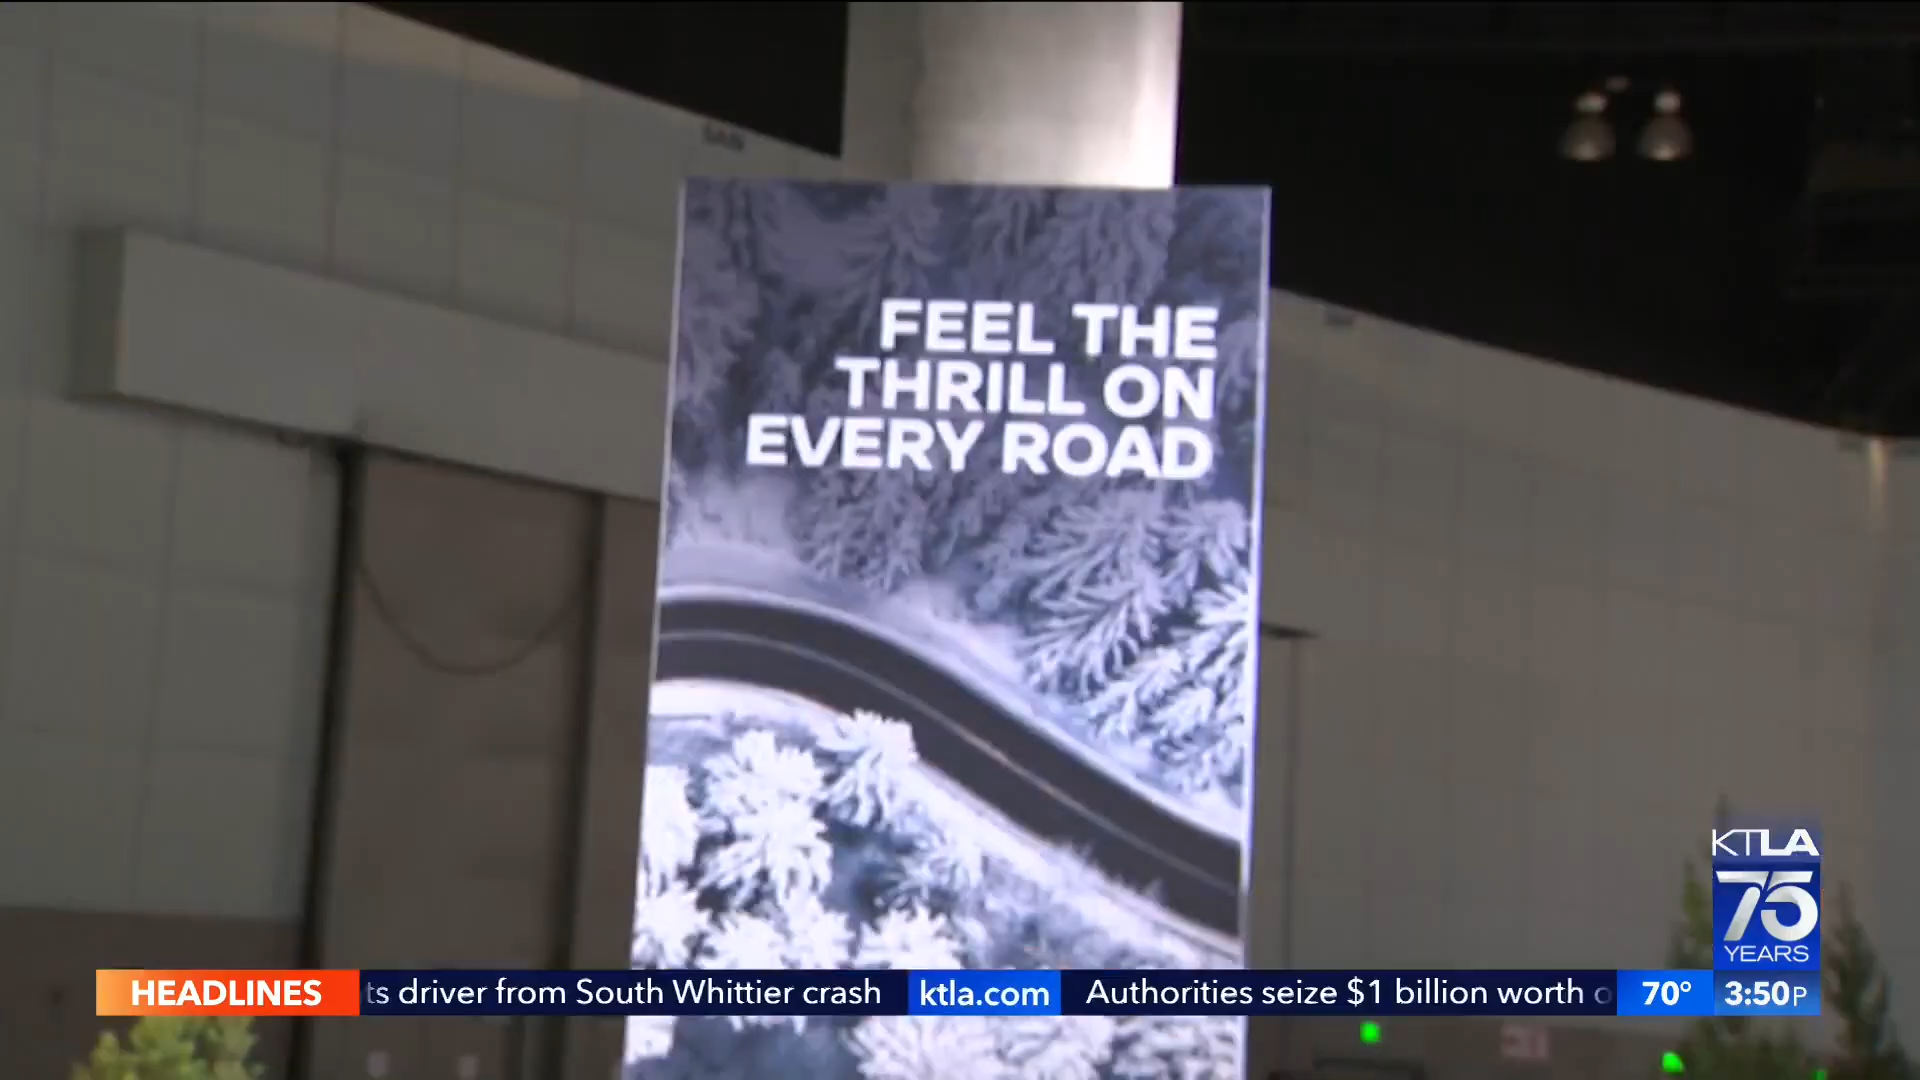 FEEL THE
THRILL ON
EVERY ROAD
KTLA
75
YEARS
HEADLINES
ts driver from South Whittier crash
ktla.com
Authorities seize $1 billion worth o
70°
3:50P